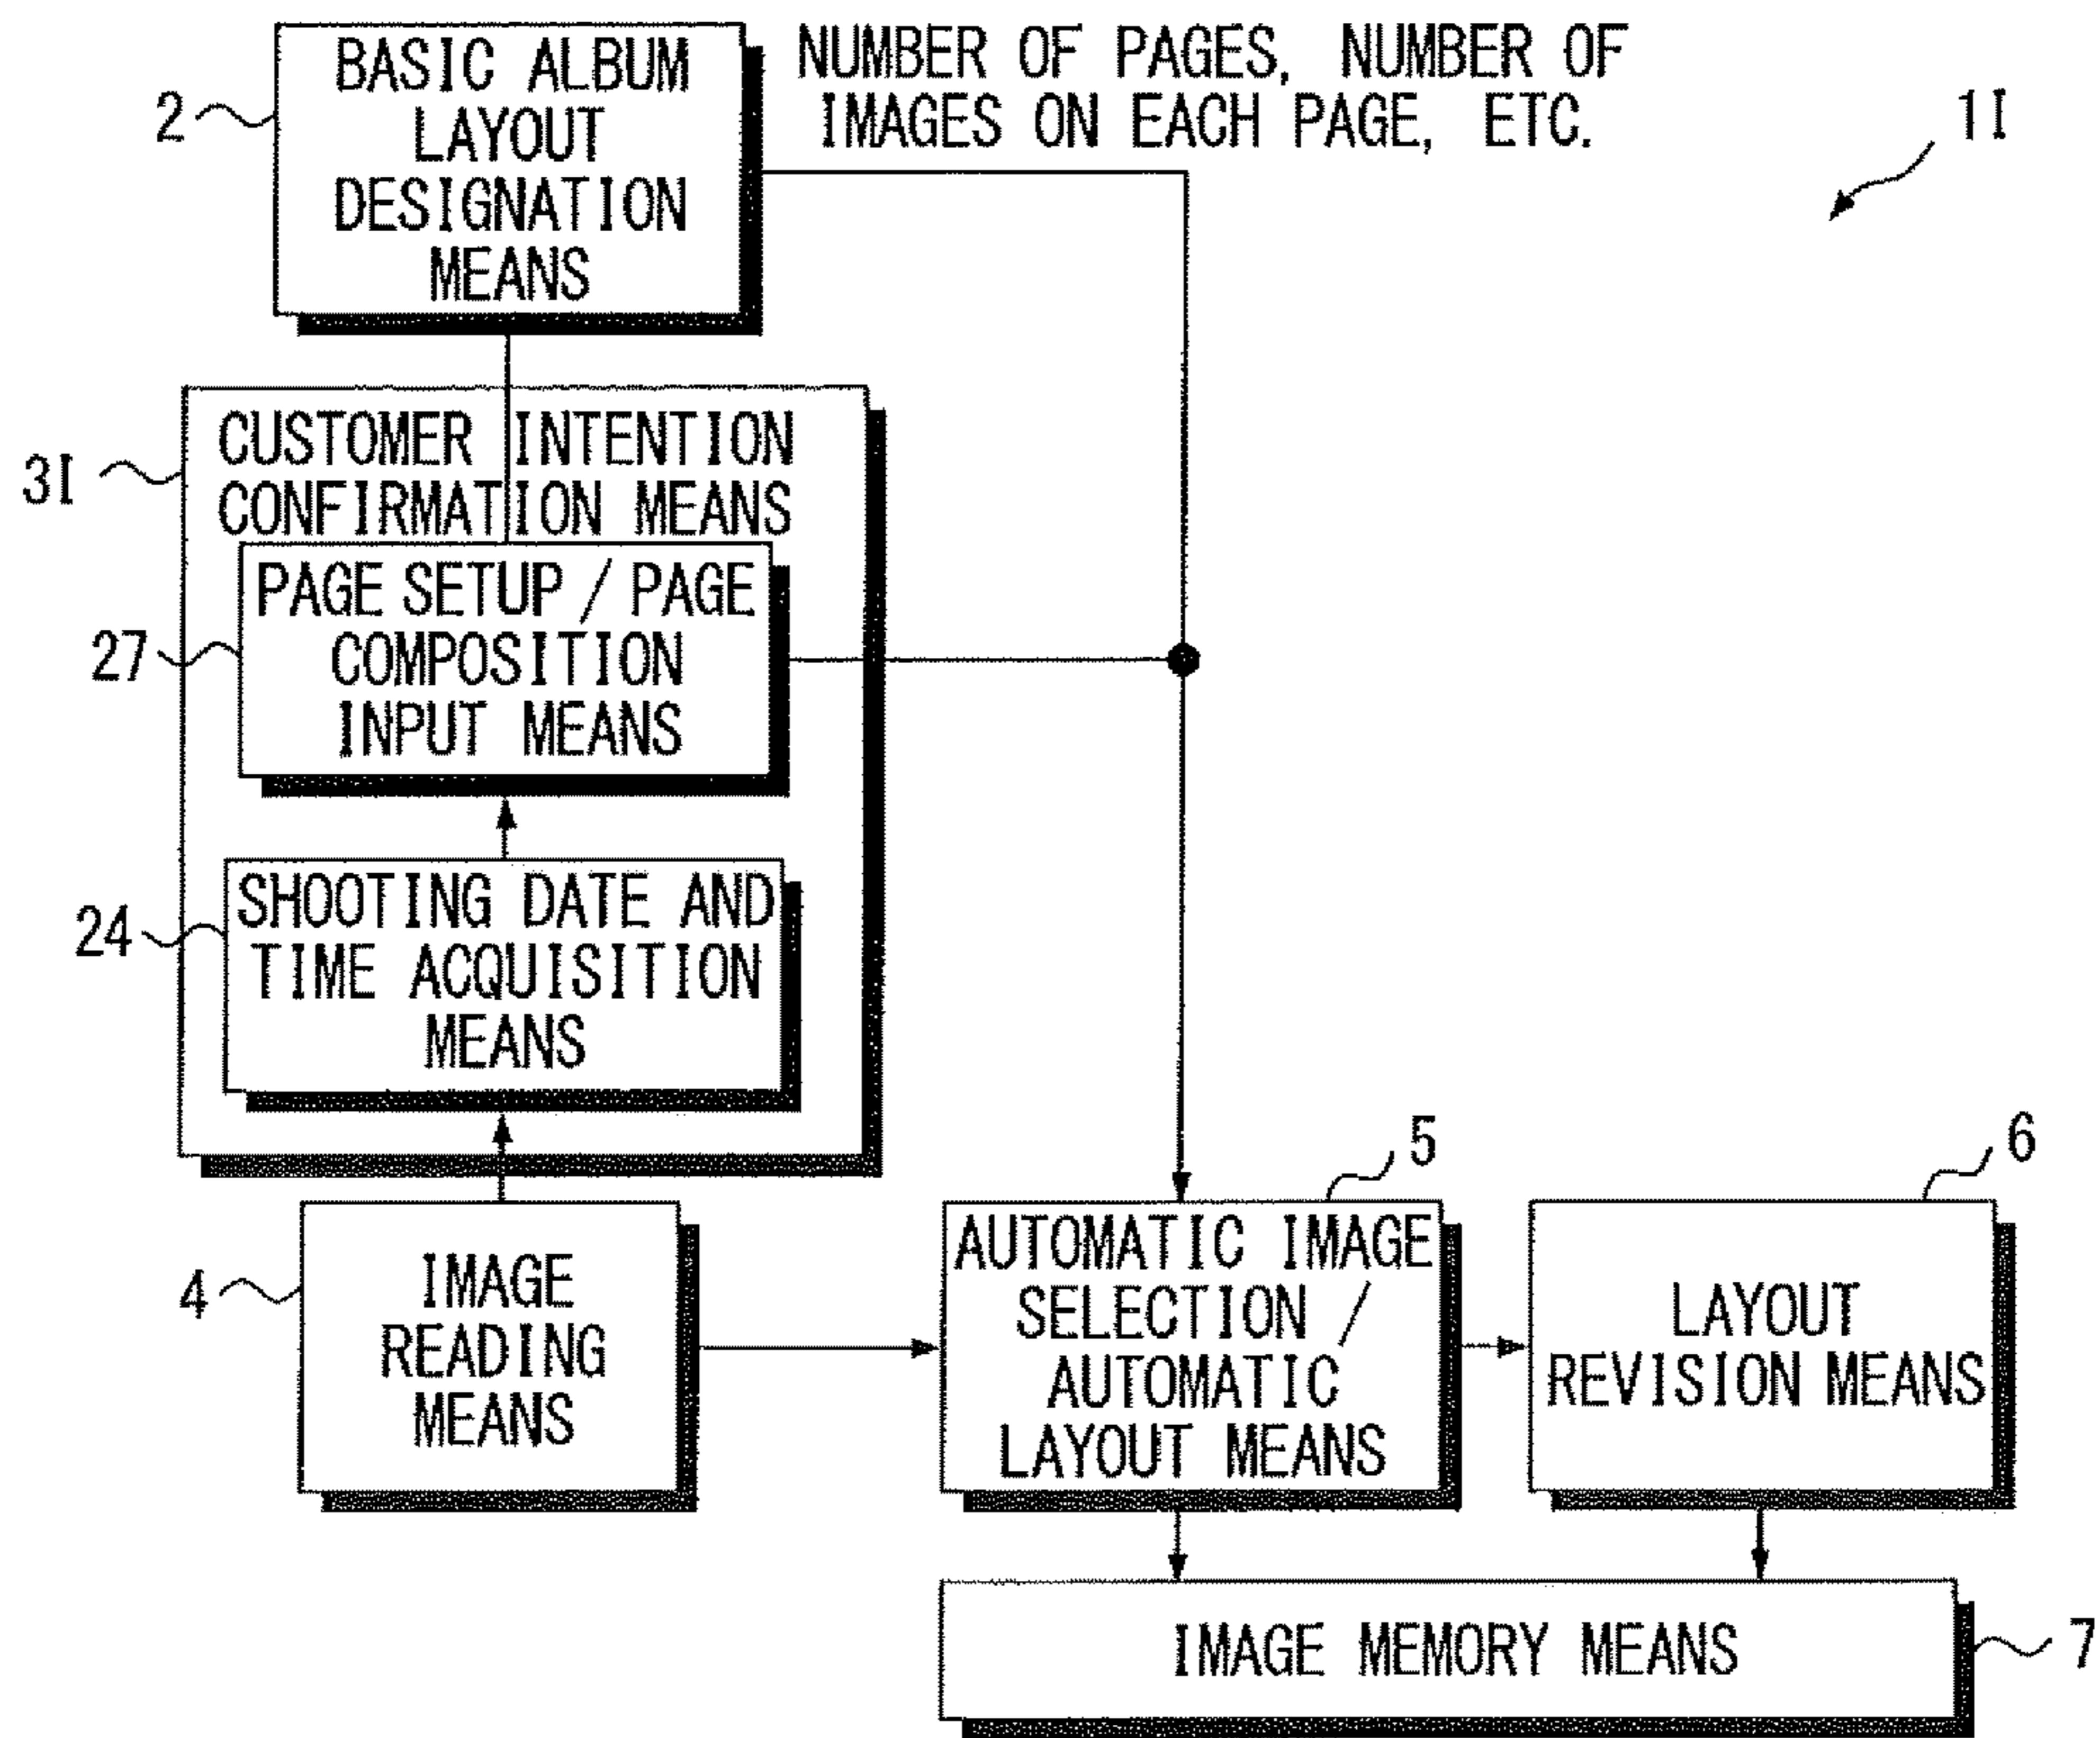 BASIC ALBUM
LAYOUT
DESIGNATION
MEANS
2
NUMBER OF PAGES, NUMBER OF
IMAGES ON EACH PAGE, ETC.
1I
CUSTOMER INTENTION
CONFIRMATION MEANS
3I
PAGE SETUP / PAGE
COMPOSITION
INPUT MEANS
27
SHOOTING DATE AND
TIME ACQUISITION
MEANS
24
IMAGE
READING
MEANS
4
AUTOMATIC IMAGE
SELECTION /
AUTOMATIC
LAYOUT MEANS
5
LAYOUT
REVISION MEANS
6
IMAGE MEMORY MEANS
7